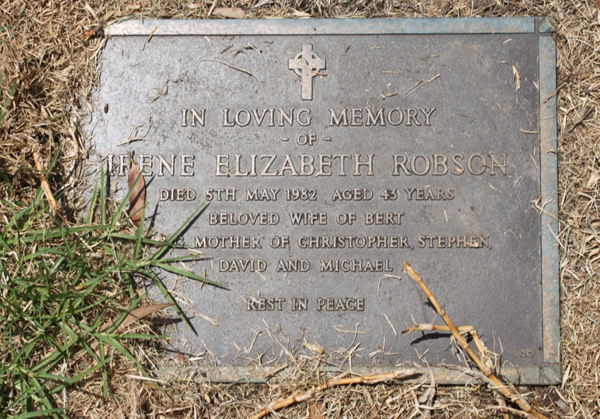 IN LOVING MEMORY
- OF -
IRENE ELIZABETH ROBSON
DIED 5TH MAY 1982 AGED 43 YEARS
BELOVED WIFE OF BERT
MOTHER OF CHRISTOPHER, STEPHEN,
DAVID AND MICHAEL
REST IN PEACE